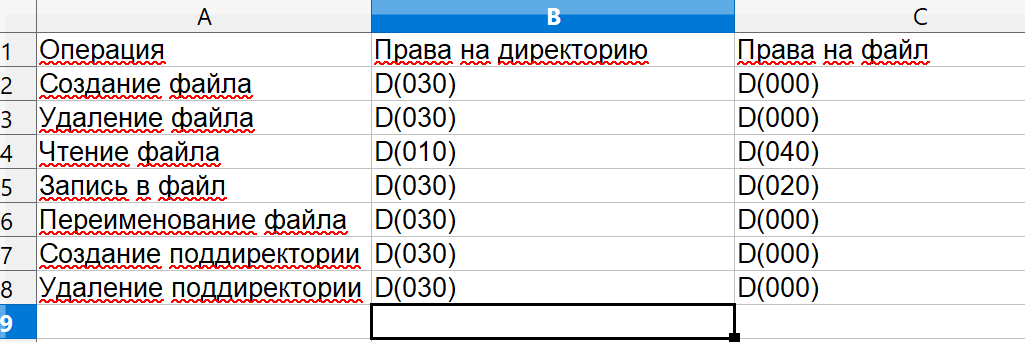 A B C
1 Операция Права на директорию Права на файл
2 Создание файла D(030) D(000)
3 Удаление файла D(030) D(000)
4 Чтение файла D(010) D(040)
5 Запись в файл D(030) D(020)
6 Переименование файла D(030) D(000)
7 Создание поддиректории D(030) D(000)
8 Удаление поддиректории D(030) D(000)
9